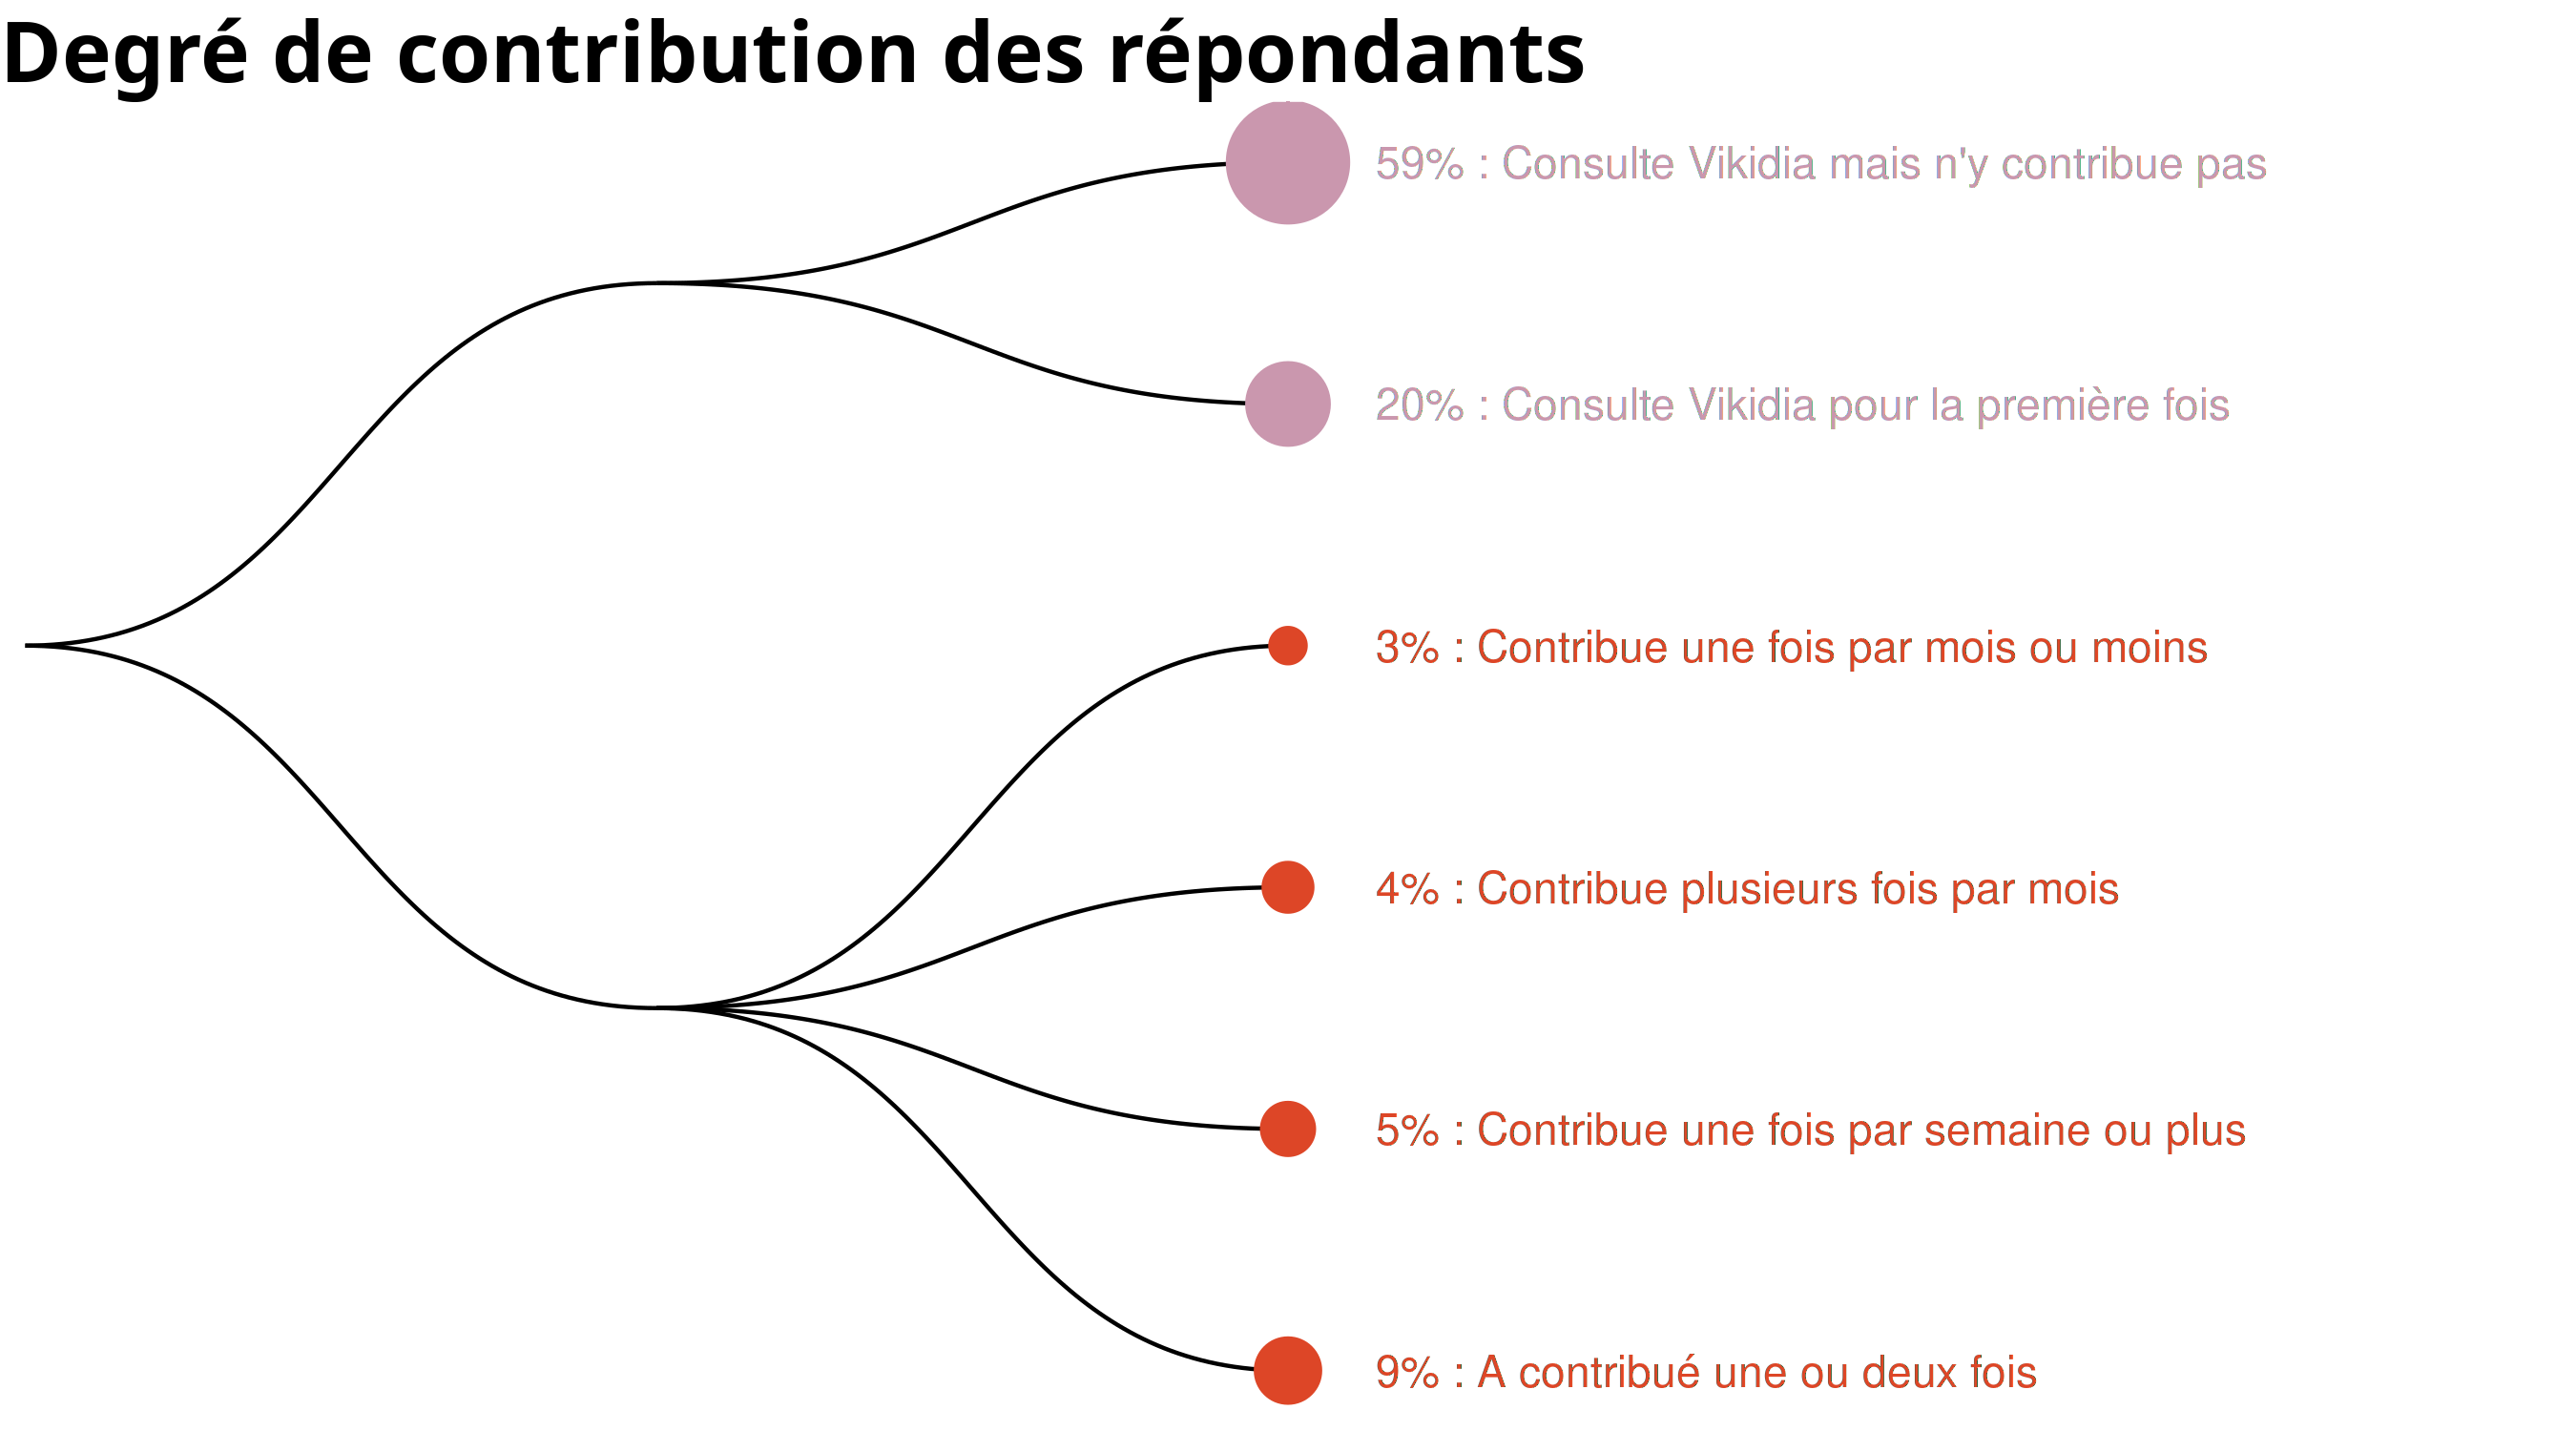 Degré de contribution des répondants
59% : Consulte Vikidia mais n'y contribue pas
20% : Consulte Vikidia pour la première fois
3% : Contribue une fois par mois ou moins
4% : Contribue plusieurs fois par mois
5% : Contribue une fois par semaine ou plus
9% : A contribué une ou deux fois